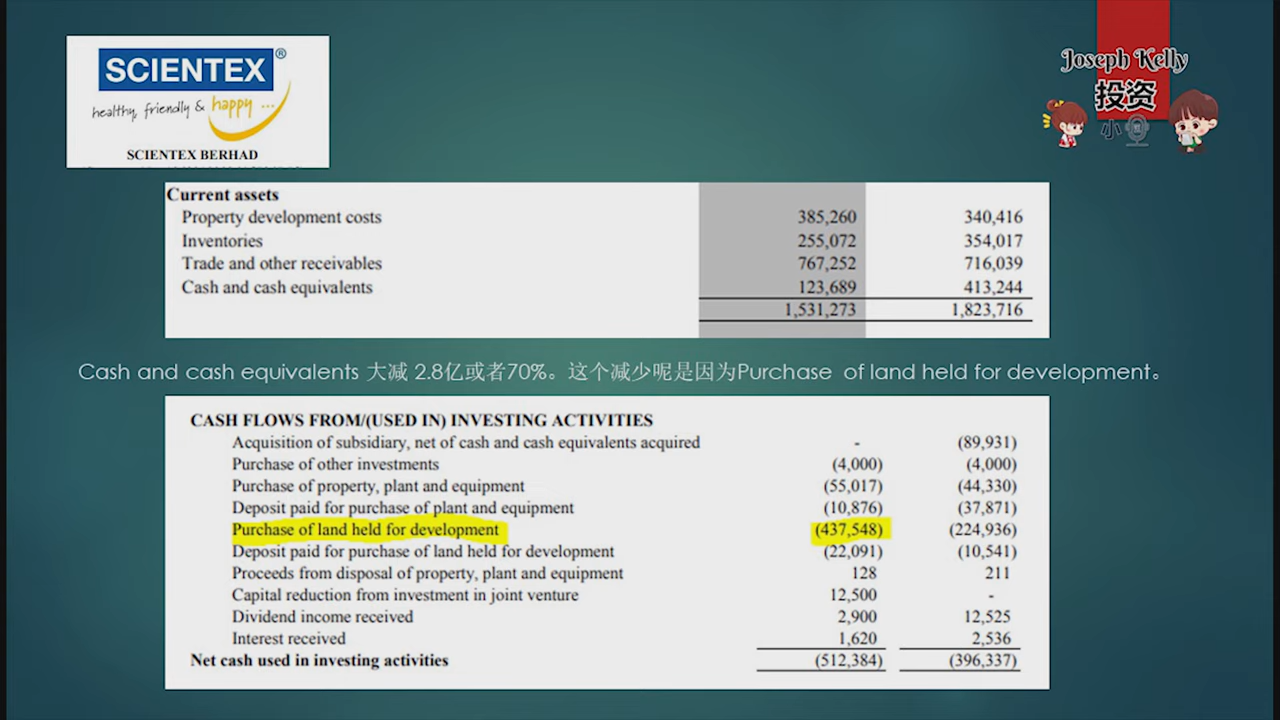 SCIENTEX®
healthy, friendly & happy ...
SCIENTEX BERHAD
Joseph Kelly
投资
小
Current assets
Property development costs 385,260 340,416
Inventories 255,072 354,017
Trade and other receivables 767,252 716,039
Cash and cash equivalents 123,689 413,244
1,531,273 1,823,716
Cash and cash equivalents 大减 2.8亿或者70%。这个减少呢是因为Purchase of land held for development。
CASH FLOWS FROM/(USED IN) INVESTING ACTIVITIES
Acquisition of subsidiary, net of cash and cash equivalents acquired - (89,931)
Purchase of other investments (4,000) (4,000)
Purchase of property, plant and equipment (55,017) (44,330)
Deposit paid for purchase of plant and equipment (10,876) (37,871)
Purchase of land held for development (437,548) (224,936)
Deposit paid for purchase of land held for development (22,091) (10,541)
Proceeds from disposal of property, plant and equipment 128 211
Capital reduction from investment in joint venture 12,500 -
Dividend income received 2,900 12,525
Interest received 1,620 2,536
Net cash used in investing activities (512,384) (396,337)